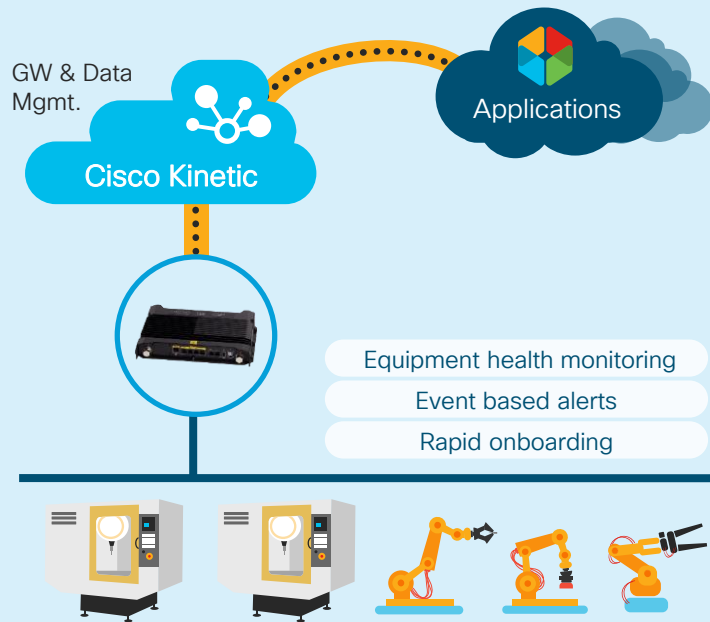 GW & Data
Mgmt.
Applications
Cisco Kinetic
Equipment health monitoring
Event based alerts
Rapid onboarding